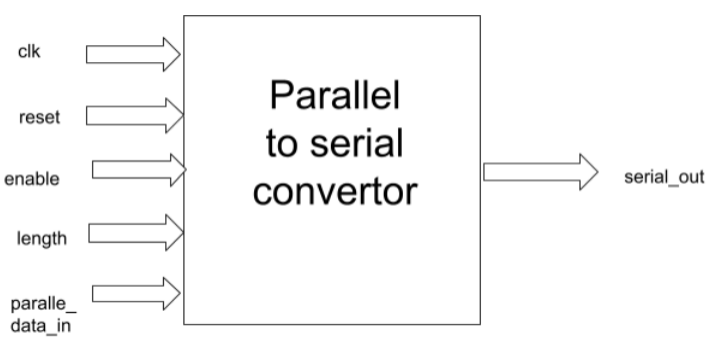 clk
reset
enable
length
paralle_
data_in
Parallel
to serial
convertor
serial_out